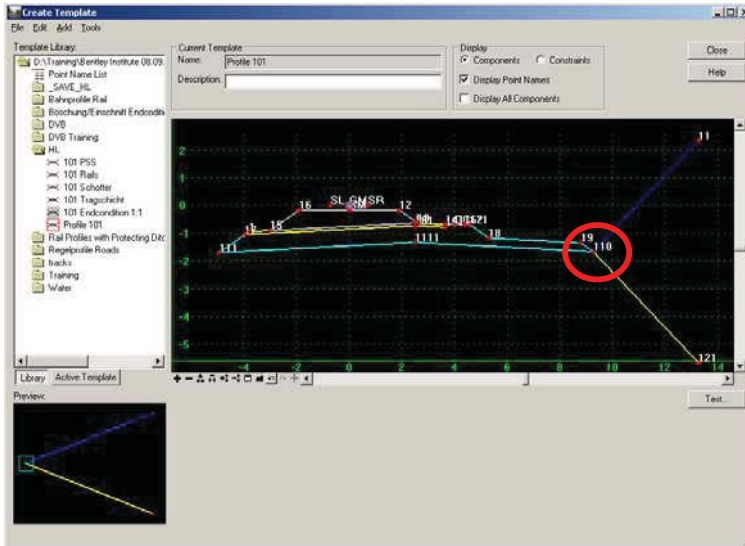 Create Template
File Edit Add Tools
Template Library:
D:\Training\Bentley Institute 08.09.
Point Name List
_SAVE_HL
Bahnprofile Rail
Böschung/Einschnitt Endconditi
DVB
DVB Training
HL
101 PSS
101 Rails
101 Schotter
101 Tragschicht
101 Endcondition 1:1
Profile 101
Rail Profiles with Protecting Ditc
Regelprofile Roads
tracks
Training
Water
Library Active Template
Preview:
Current Template
Name: Profile 101
Description:
Display
Components Constraints
Display Point Names
Display All Components
Close
Help
11
2
1
0
16 SL SR 12
-1
15 18 19
111 1111 110
-2
-3
-4
-5
121
-4 -2 0 2 4 6 8 10 12 14
Test...